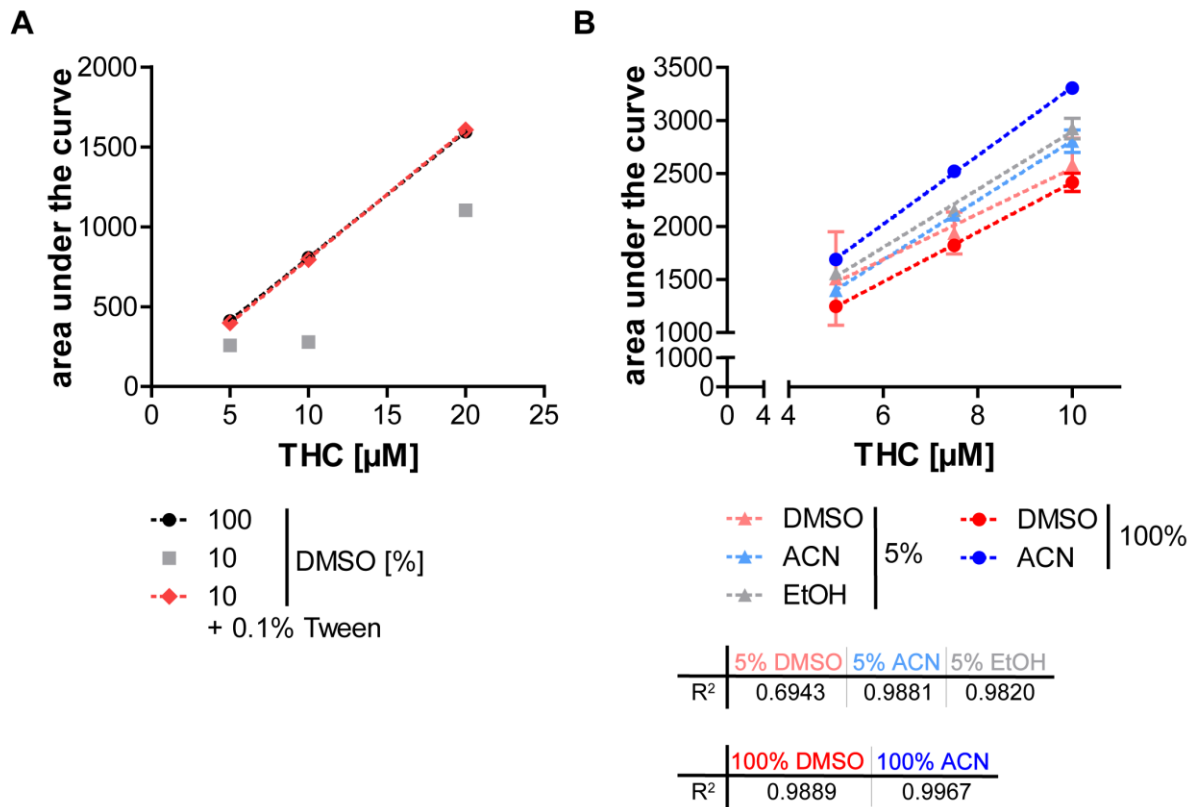 A
B
area under the curve
2000
1500
1000
500
0
0 5 10 15 20 25
THC [µM]
100
10
10
+ 0.1% Tween
DMSO [%]
area under the curve
3500
3000
2500
2000
1500
1000
1000
0
0 4 4 6 8 10
THC [µM]
DMSO
ACN
EtOH
5%
DMSO
ACN
100%
5% DMSO 5% ACN 5% EtOH
R² 0.6943 0.9881 0.9820
100% DMSO 100% ACN
R² 0.9889 0.9967